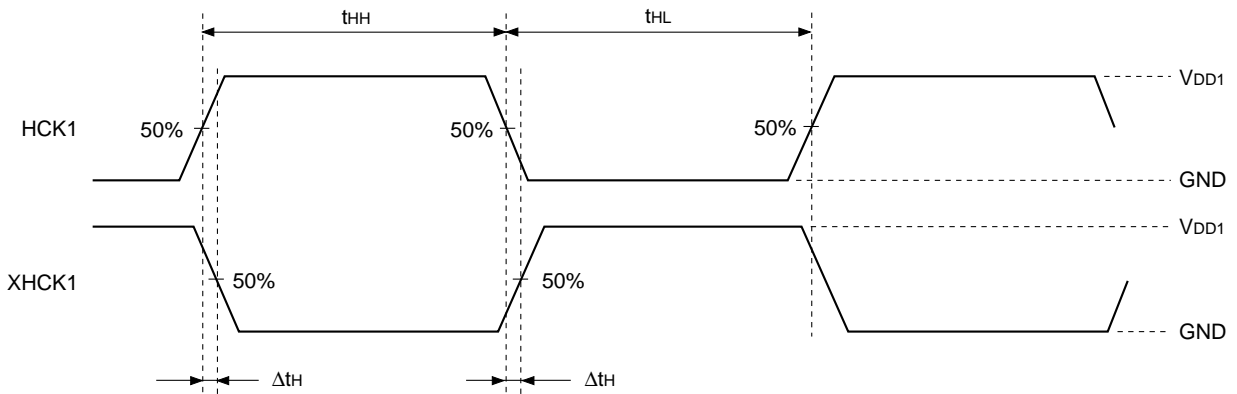 tHH tHL
VDD1
HCK1 50% 50% 50%
GND
VDD1
XHCK1 50% 50%
GND
ΔtH ΔtH